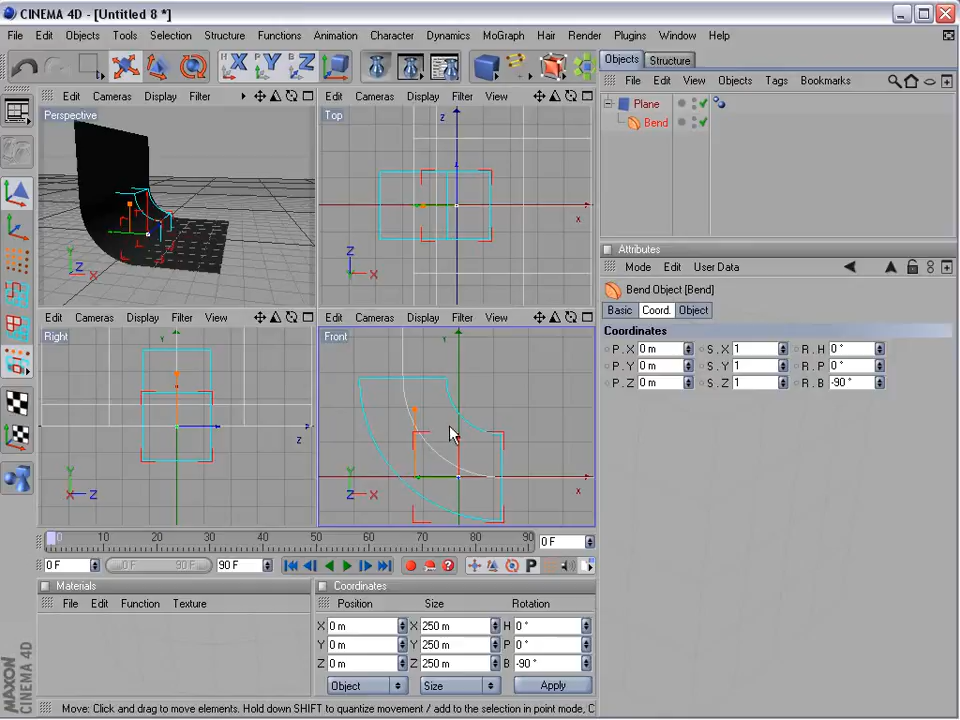 CINEMA 4D - [Untitled 8 *]
File Edit Objects Tools Selection Structure Functions Animation Character Dynamics MoGraph Hair Render Plugins Window Help
X Y Z
Objects Structure
File Edit View Objects Tags Bookmarks
Plane
Bend
Edit Cameras Display Filter
Perspective
Y Z X
Edit Cameras Display Filter View
Top
z
x
Z X
Edit Cameras Display Filter View
Right
Y
Z
Y X Z
Edit Cameras Display Filter View
Front
Y
X
Y Z X
Attributes
Mode Edit User Data
Bend Object [Bend]
Basic Coord. Object
Coordinates
P . X 0 m S . X 1 R . H 0 °
P . Y 0 m S . Y 1 R . P 0 °
P . Z 0 m S . Z 1 R . B -90 °
0 10 20 30 40 50 60 70 80 90 0 F
0 F 0 F 90 F 90 F
P
Materials
File Edit Function Texture
Coordinates
Position Size Rotation
X 0 m X 250 m H 0 °
Y 0 m Y 250 m P 0 °
Z 0 m Z 250 m B -90 °
Object Size Apply
MAXON
CINEMA 4D
Move: Click and drag to move elements. Hold down SHIFT to quantize movement / add to the selection in point mode, C